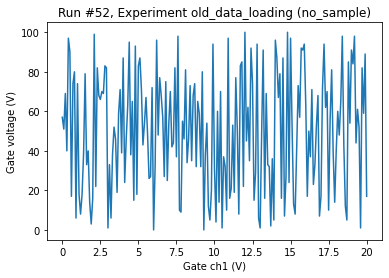 Run #52, Experiment old_data_loading (no_sample)
100
80
60
40
20
0
Gate voltage (V)
0.0 2.5 5.0 7.5 10.0 12.5 15.0 17.5 20.0
Gate ch1 (V)